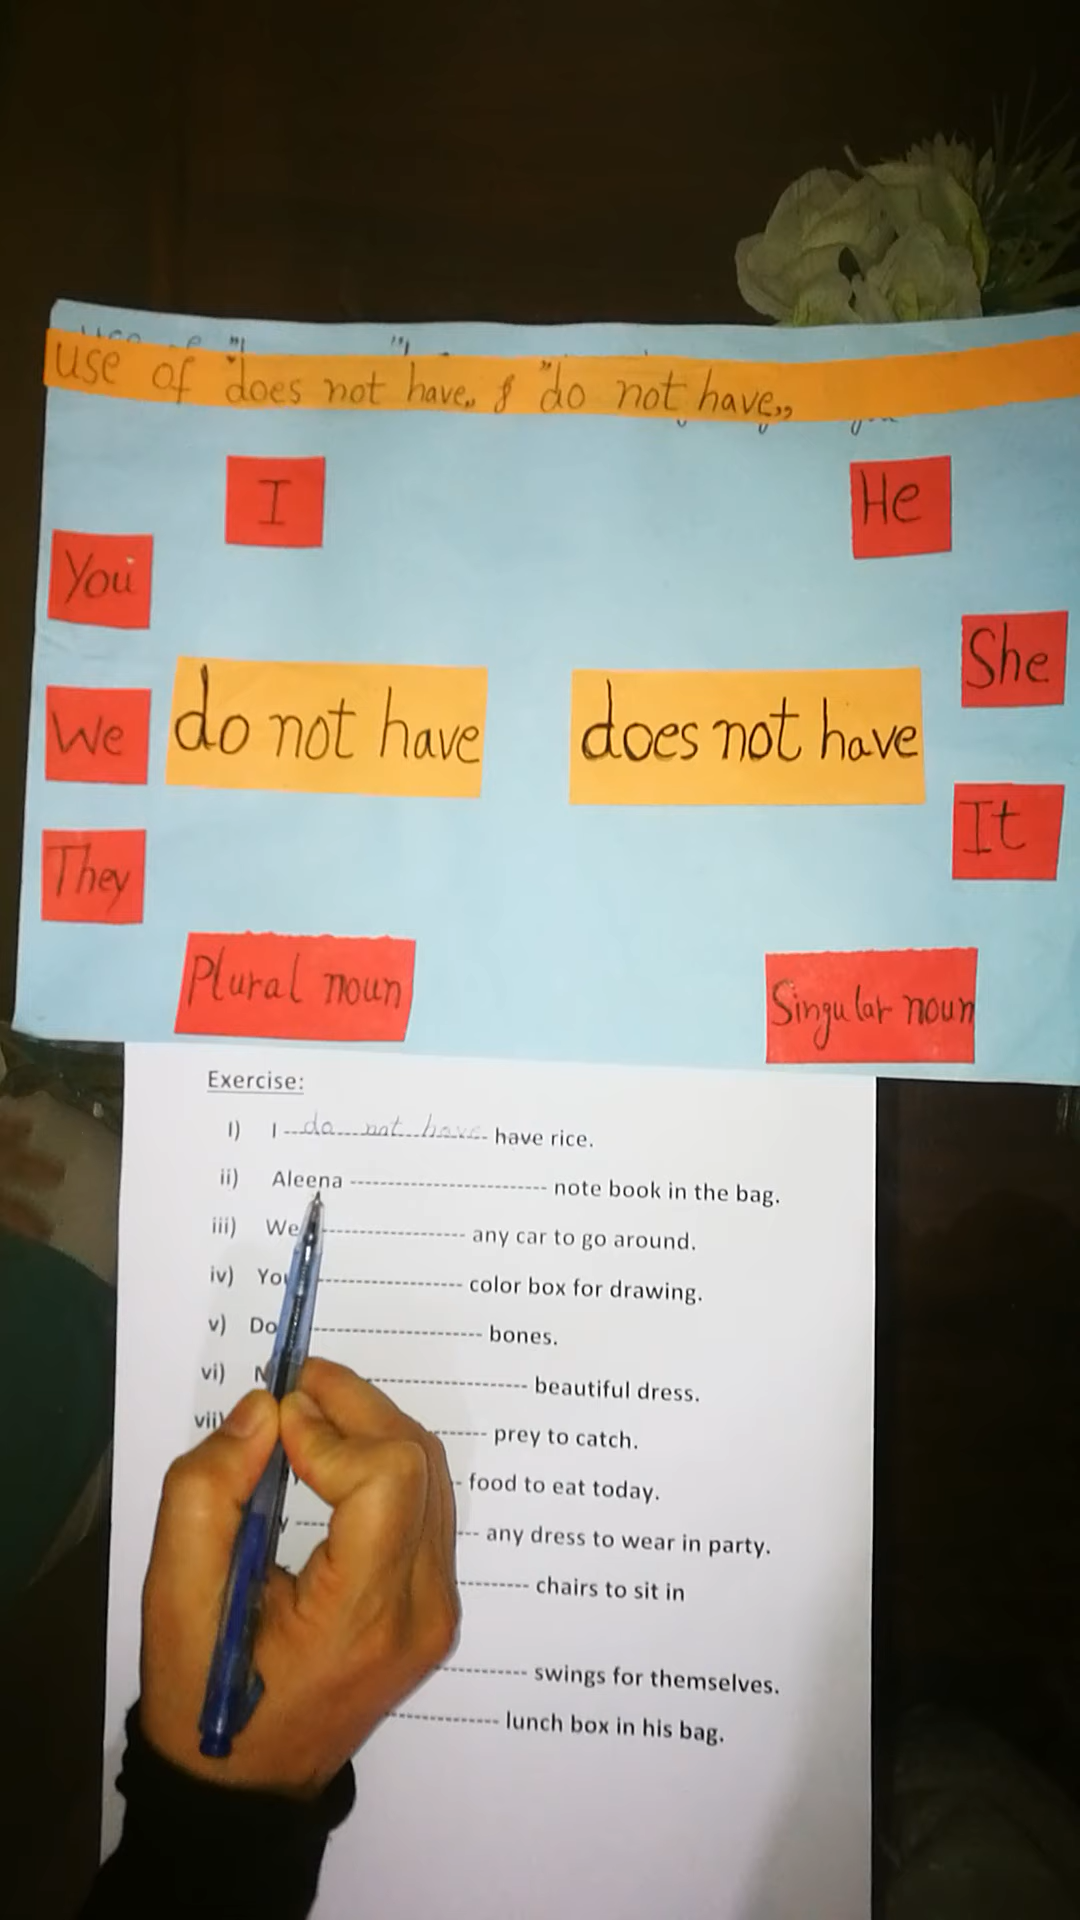 use of "does not have,, & "do not have,,
I
He
You
She
do not have
does not have
We
It
They
Plural noun
Singular noun
Exercise:
I) I do not have have rice.
ii) Aleena ------------------------- note book in the bag.
iii) We ----------------- any car to go around.
iv) ----------------- color box for drawing.
v) -------------------- bones.
vi) ------------------ beautiful dress.
vii) ------- prey to catch.
food to eat today.
any dress to wear in party.
---------- chairs to sit in
------------ swings for themselves.
-------------- lunch box in his bag.